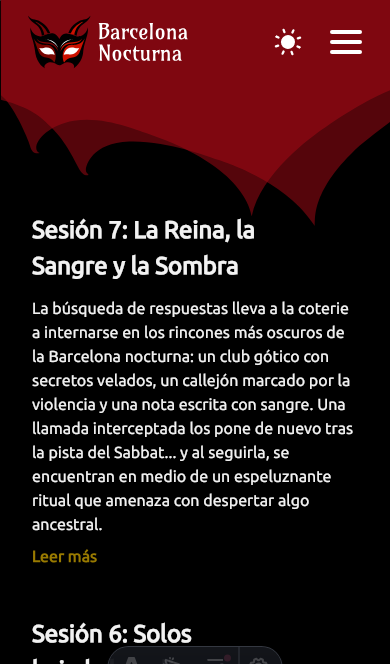 Barcelona
Nocturna
Sesión 7: La Reina, la
Sangre y la Sombra
La búsqueda de respuestas lleva a la coterie
a internarse en los rincones más oscuros de
la Barcelona nocturna: un club gótico con
secretos velados, un callejón marcado por la
violencia y una nota escrita con sangre. Una
llamada interceptada los pone de nuevo tras
la pista del Sabbat... y al seguirla, se
encuentran en medio de un espeluznante
ritual que amenaza con despertar algo
ancestral.
Leer más
Sesión 6: Solos